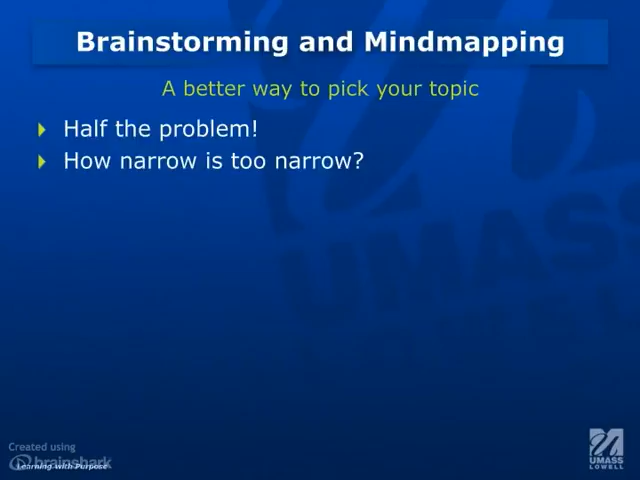 Brainstorming and Mindmapping
A better way to pick your topic
Half the problem!
How narrow is too narrow?
UMASS
Created using
brainshark
Learning with Purpose
UMASS
LOWELL